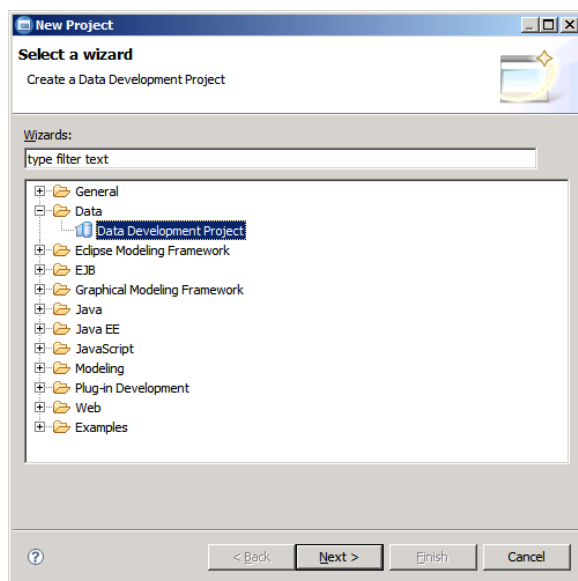 New Project
Select a wizard
Create a Data Development Project
Wizards:
type filter text
General
Data
Data Development Project
Eclipse Modeling Framework
EJB
Graphical Modeling Framework
Java
Java EE
JavaScript
Modeling
Plug-in Development
Web
Examples
? < Back Next > Finish Cancel